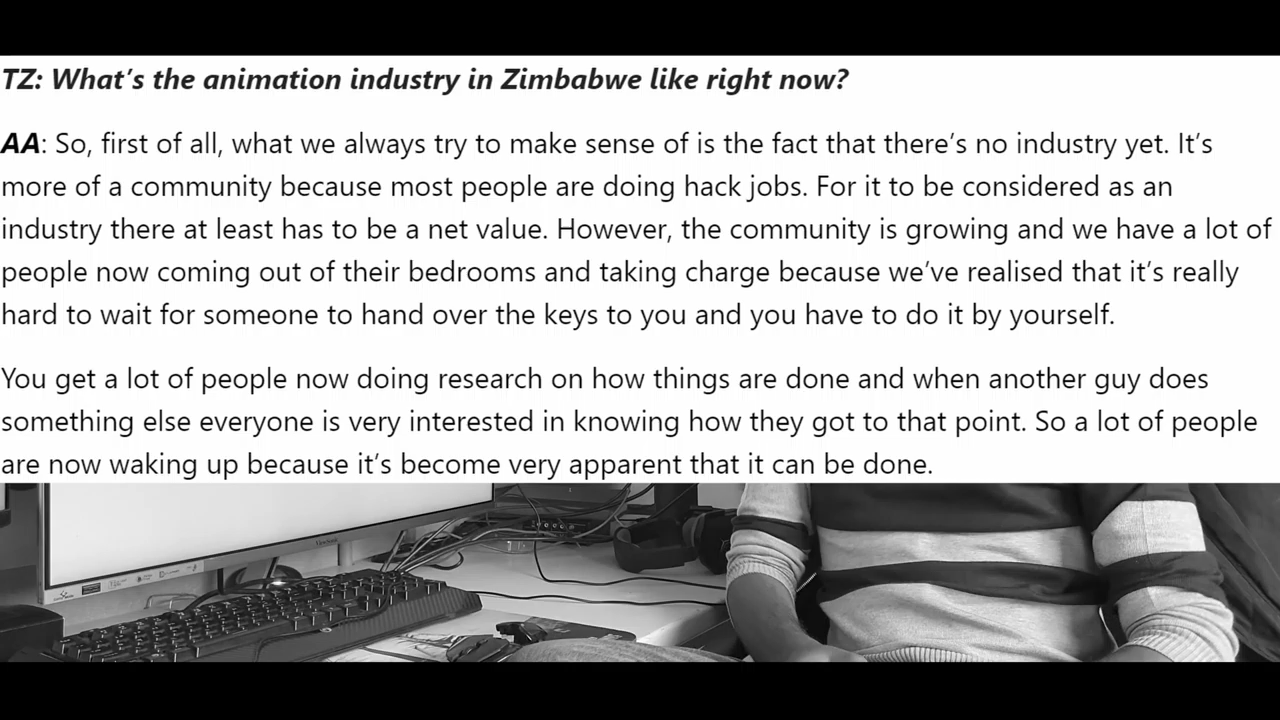 TZ: What's the animation industry in Zimbabwe like right now?
AA: So, first of all, what we always try to make sense of is the fact that there's no industry yet. It's
more of a community because most people are doing hack jobs. For it to be considered as an
industry there at least has to be a net value. However, the community is growing and we have a lot of
people now coming out of their bedrooms and taking charge because we've realised that it's really
hard to wait for someone to hand over the keys to you and you have to do it by yourself.
You get a lot of people now doing research on how things are done and when another guy does
something else everyone is very interested in knowing how they got to that point. So a lot of people
are now waking up because it's become very apparent that it can be done.
ViewSonic